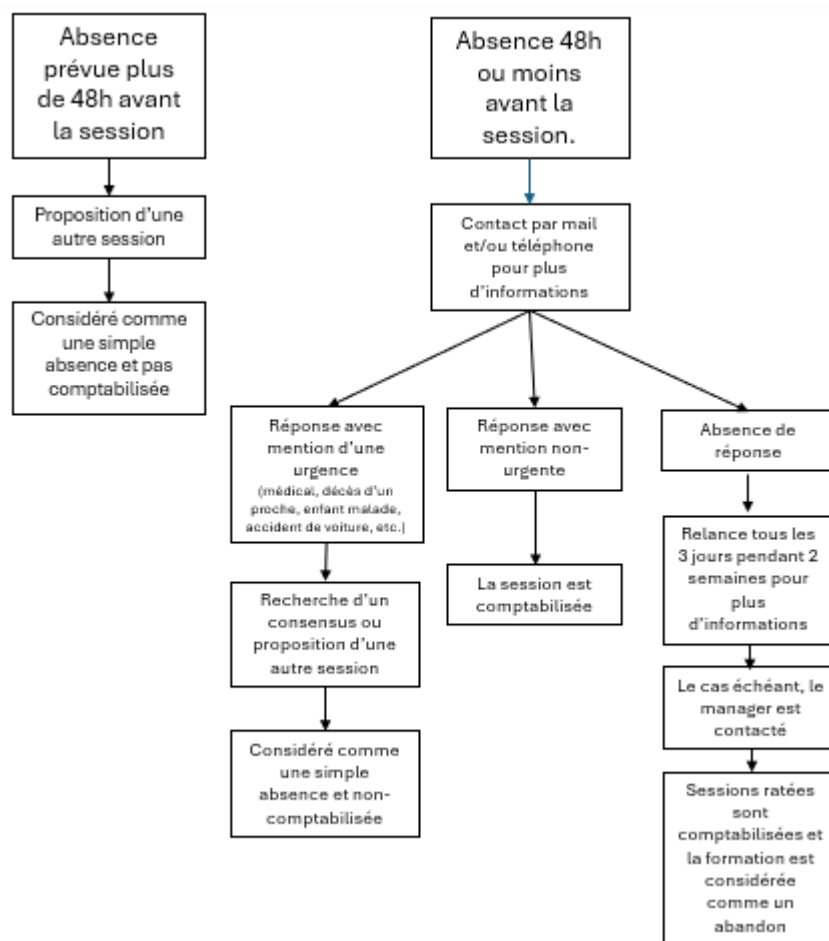 Absence
prévue plus
de 48h avant
la session
Proposition d'une
autre session
Considéré comme
une simple
absence et pas
comptabilisée
Absence 48h
ou moins
avant la
session.
Contact par mail
et/ou téléphone
pour plus
d'informations
Réponse avec
mention d'une
urgence
(médical, décès d'un
proche, enfant malade,
accident de voiture, etc.)
Recherche d'un
consensus ou
proposition d'une
autre session
Considéré comme
une simple
absence et non-
comptabilisée
Réponse avec
mention non-
urgente
La session est
comptabilisée
Absence de
réponse
Relance tous les
3 jours pendant 2
semaines pour
plus
d'informations
Le cas échéant, le
manager est
contacté
Sessions ratées
sont
comptabilisées et
la formation est
considérée
comme un
abandon